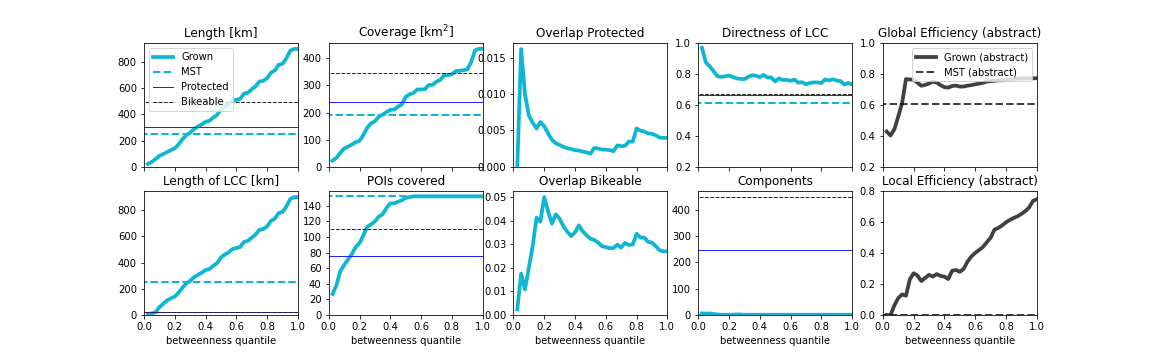 Length [km]
Coverage [km²]
Overlap Protected
Directness of LCC
Global Efficiency (abstract)
Grown
MST
Protected
Bikeable
800
600
400
200
0
400
300
200
100
0
0.015
0.010
0.005
0.000
1.0
0.8
0.6
0.4
0.2
Grown (abstract)
MST (abstract)
1.0
0.8
0.6
0.4
0.2
Length of LCC [km]
POIs covered
Overlap Bikeable
Components
Local Efficiency (abstract)
800
600
400
200
0
140
120
100
80
60
40
20
0
0.05
0.04
0.03
0.02
0.01
0.00
400
300
200
100
0
0.8
0.6
0.4
0.2
0.0
0.0 0.2 0.4 0.6 0.8 1.0
0.0 0.2 0.4 0.6 0.8 1.0
0.0 0.2 0.4 0.6 0.8 1.0
0.0 0.2 0.4 0.6 0.8 1.0
0.0 0.2 0.4 0.6 0.8 1.0
betweenness quantile
betweenness quantile
betweenness quantile
betweenness quantile
betweenness quantile